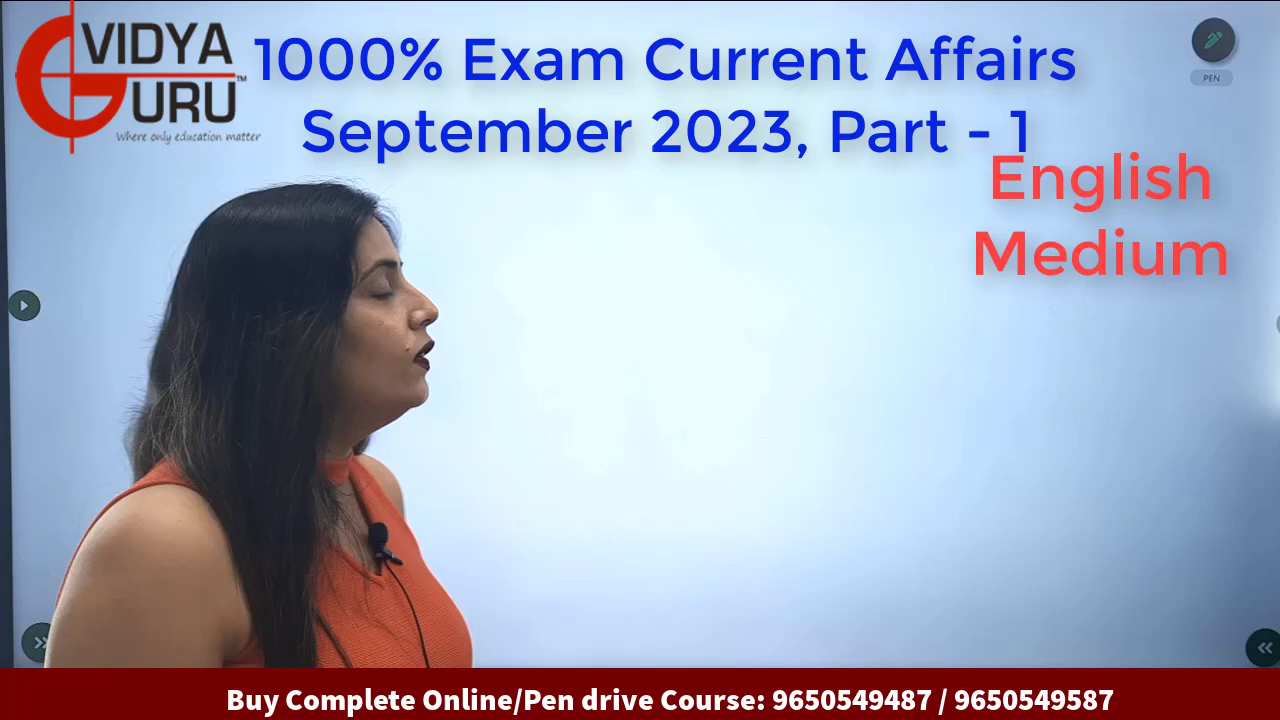 VIDYA
GURU™
Where only education matter
1000% Exam Current Affairs
September 2023, Part - 1
English
Medium
PEN
Buy Complete Online/Pen drive Course: 9650549487 / 9650549587